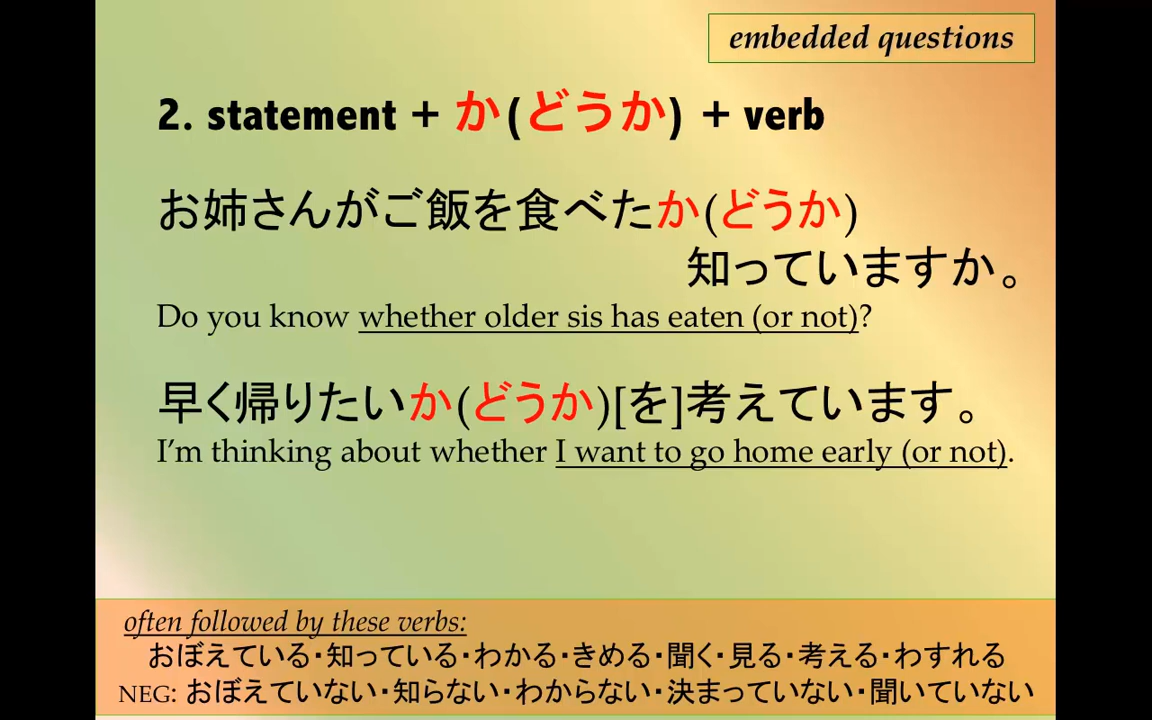 embedded questions
2. statement + か(どうか) + verb
お姉さんがご飯を食べたか(どうか)
知っていますか。
Do you know whether older sis has eaten (or not)?
早く帰りたいか(どうか)[を]考えています。
I'm thinking about whether I want to go home early (or not).
often followed by these verbs:
おぼえている・知っている・わかる・きめる・聞く・見る・考える・わすれる
NEG: おぼえていない・知らない・わからない・決まっていない・聞いていない